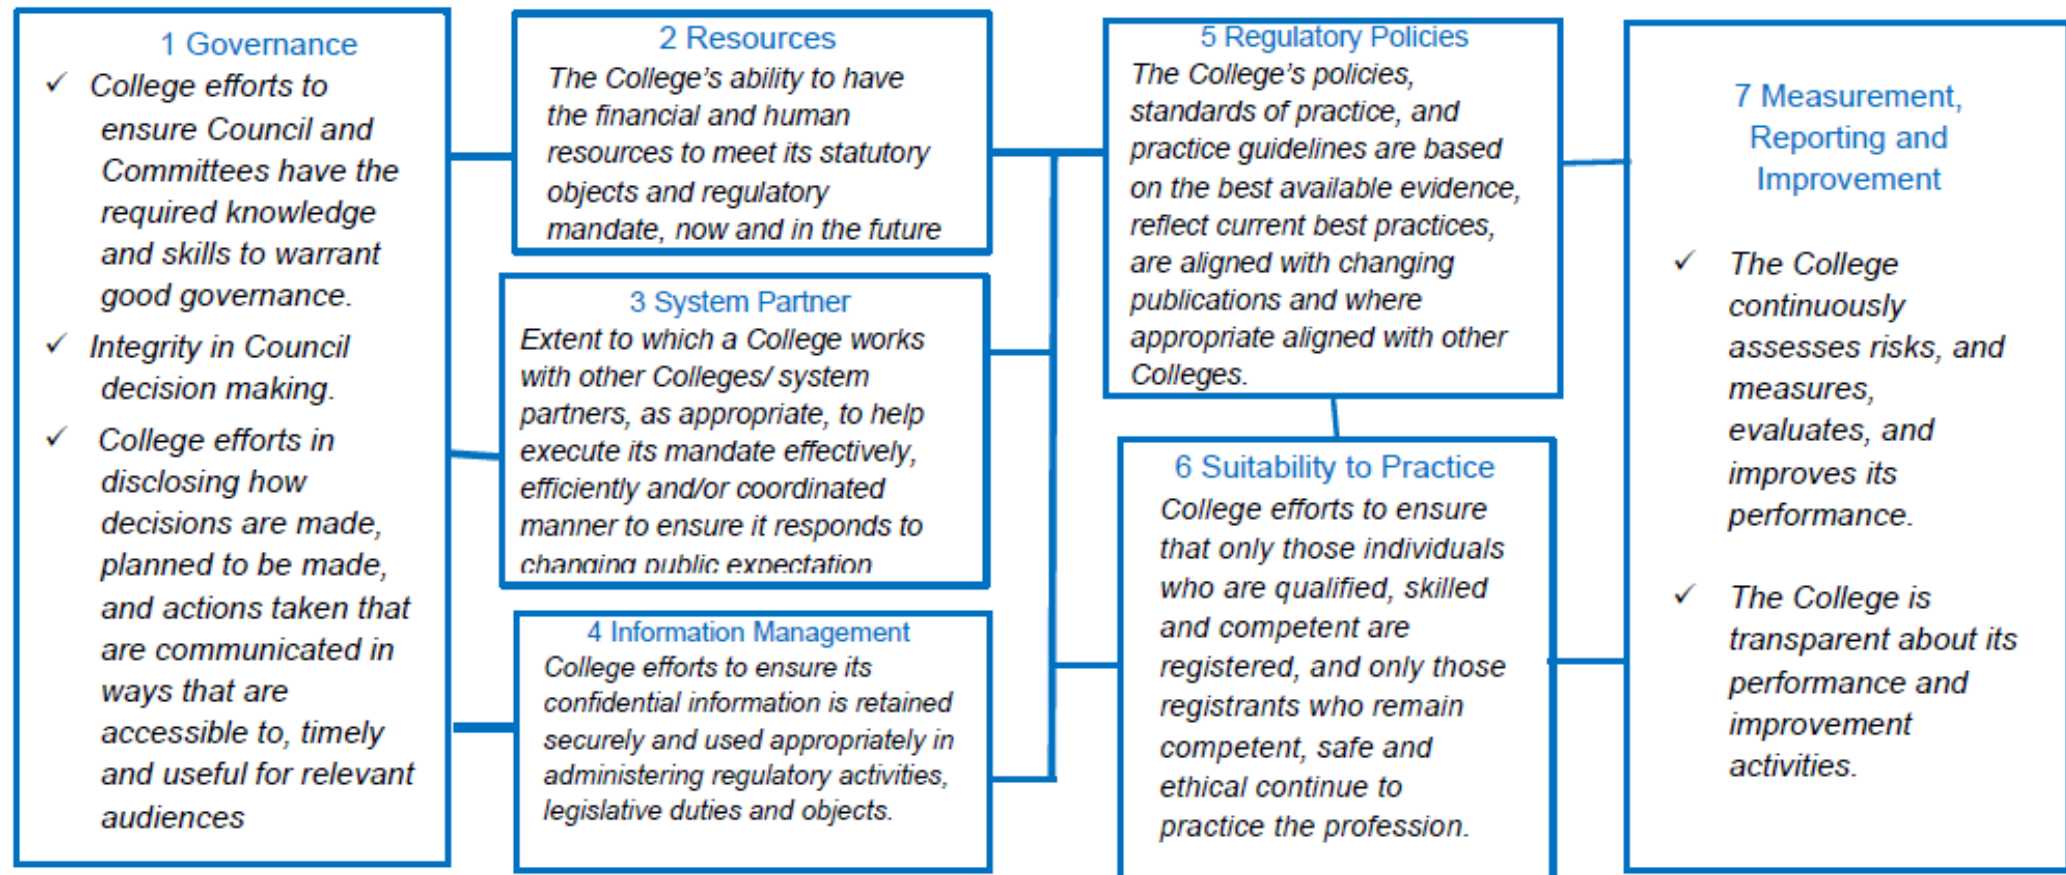 1 Governance
✓ College efforts to
ensure Council and
Committees have the
required knowledge
and skills to warrant
good governance.
✓ Integrity in Council
decision making.
✓ College efforts in
disclosing how
decisions are made,
planned to be made,
and actions taken that
are communicated in
ways that are
accessible to, timely
and useful for relevant
audiences
2 Resources
The College's ability to have
the financial and human
resources to meet its statutory
objects and regulatory
mandate, now and in the future
3 System Partner
Extent to which a College works
with other Colleges/ system
partners, as appropriate, to help
execute its mandate effectively,
efficiently and/or coordinated
manner to ensure it responds to
changing public expectation
4 Information Management
College efforts to ensure its
confidential information is retained
securely and used appropriately in
administering regulatory activities,
legislative duties and objects.
5 Regulatory Policies
The College's policies,
standards of practice, and
practice guidelines are based
on the best available evidence,
reflect current best practices,
are aligned with changing
publications and where
appropriate aligned with other
Colleges.
6 Suitability to Practice
College efforts to ensure
that only those individuals
who are qualified, skilled
and competent are
registered, and only those
registrants who remain
competent, safe and
ethical continue to
practice the profession.
7 Measurement,
Reporting and
Improvement
✓ The College
continuously
assesses risks, and
measures,
evaluates, and
improves its
performance.
✓ The College is
transparent about its
performance and
improvement
activities.